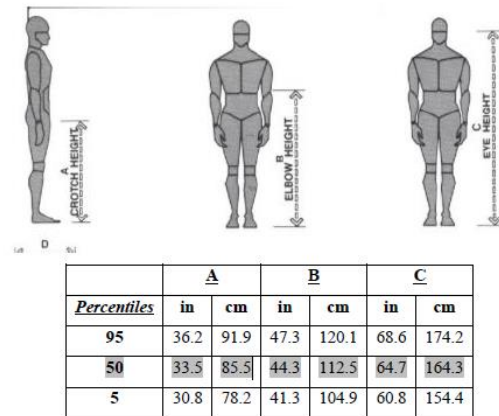 A
CROTCH HEIGHT
B
ELBOW HEIGHT
C
EYE HEIGHT
D
A B C
Percentiles in cm in cm in cm
95 36.2 91.9 47.3 120.1 68.6 174.2
50 33.5 85.5 44.3 112.5 64.7 164.3
5 30.8 78.2 41.3 104.9 60.8 154.4